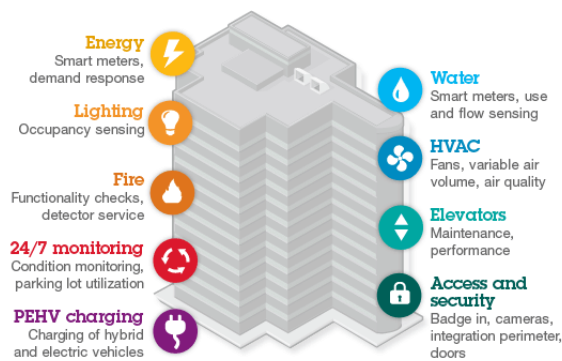 Energy
Smart meters,
demand response
Lighting
Occupancy sensing
Fire
Functionality checks,
detector service
24/7 monitoring
Condition monitoring,
parking lot utilization
PEHV charging
Charging of hybrid
and electric vehicles
Water
Smart meters, use
and flow sensing
HVAC
Fans, variable air
volume, air quality
Elevators
Maintenance,
performance
Access and
security
Badge in, cameras,
integration perimeter,
doors